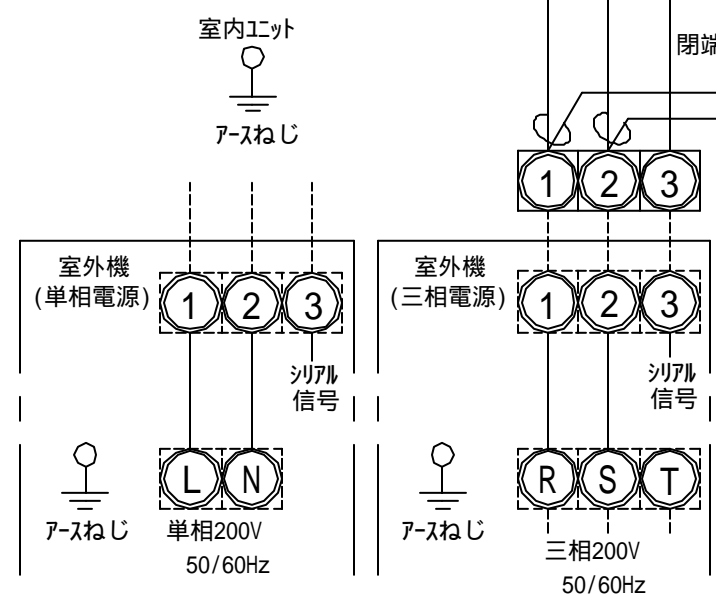 室内ﾕﾆｯﾄ
ｱｰｽねじ
閉端
1 2 3
室外機
(単相電源)
1 2 3
ｼﾘｱﾙ
信号
L N
ｱｰｽねじ
単相200V
50/60Hz
室外機
(三相電源)
1 2 3
ｼﾘｱﾙ
信号
R S T
ｱｰｽねじ
三相200V
50/60Hz